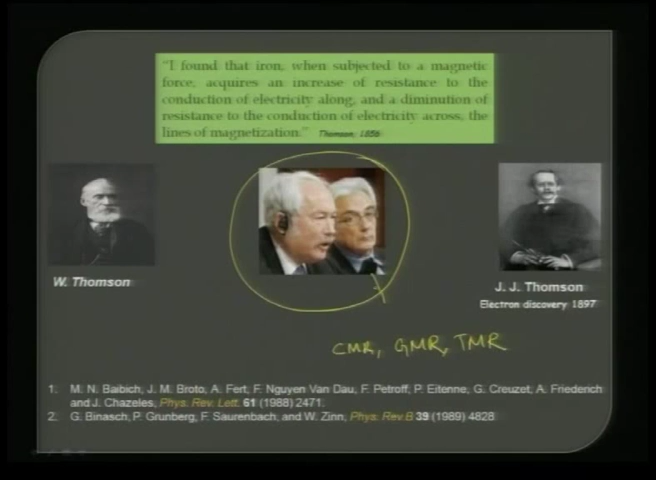 "I found that iron, when subjected to a magnetic
force, acquires an increase of resistance to the
conduction of electricity along, and a diminution of
resistance to the conduction of electricity across, the
lines of magnetization." Thomson, 1856
W. Thomson
J. J. Thomson
Electron discovery 1897
CMR, GMR, TMR
1. M. N. Baibich, J. M. Broto, A. Fert, F. Nguyen Van Dau, F. Petroff, P. Eitenne, G. Creuzet, A. Friederich
and J. Chazeles, Phys. Rev. Lett. 61 (1988) 2471.
2. G. Binasch, P. Grunberg, F. Saurenbach, and W. Zinn, Phys. Rev.B 39 (1989) 4828